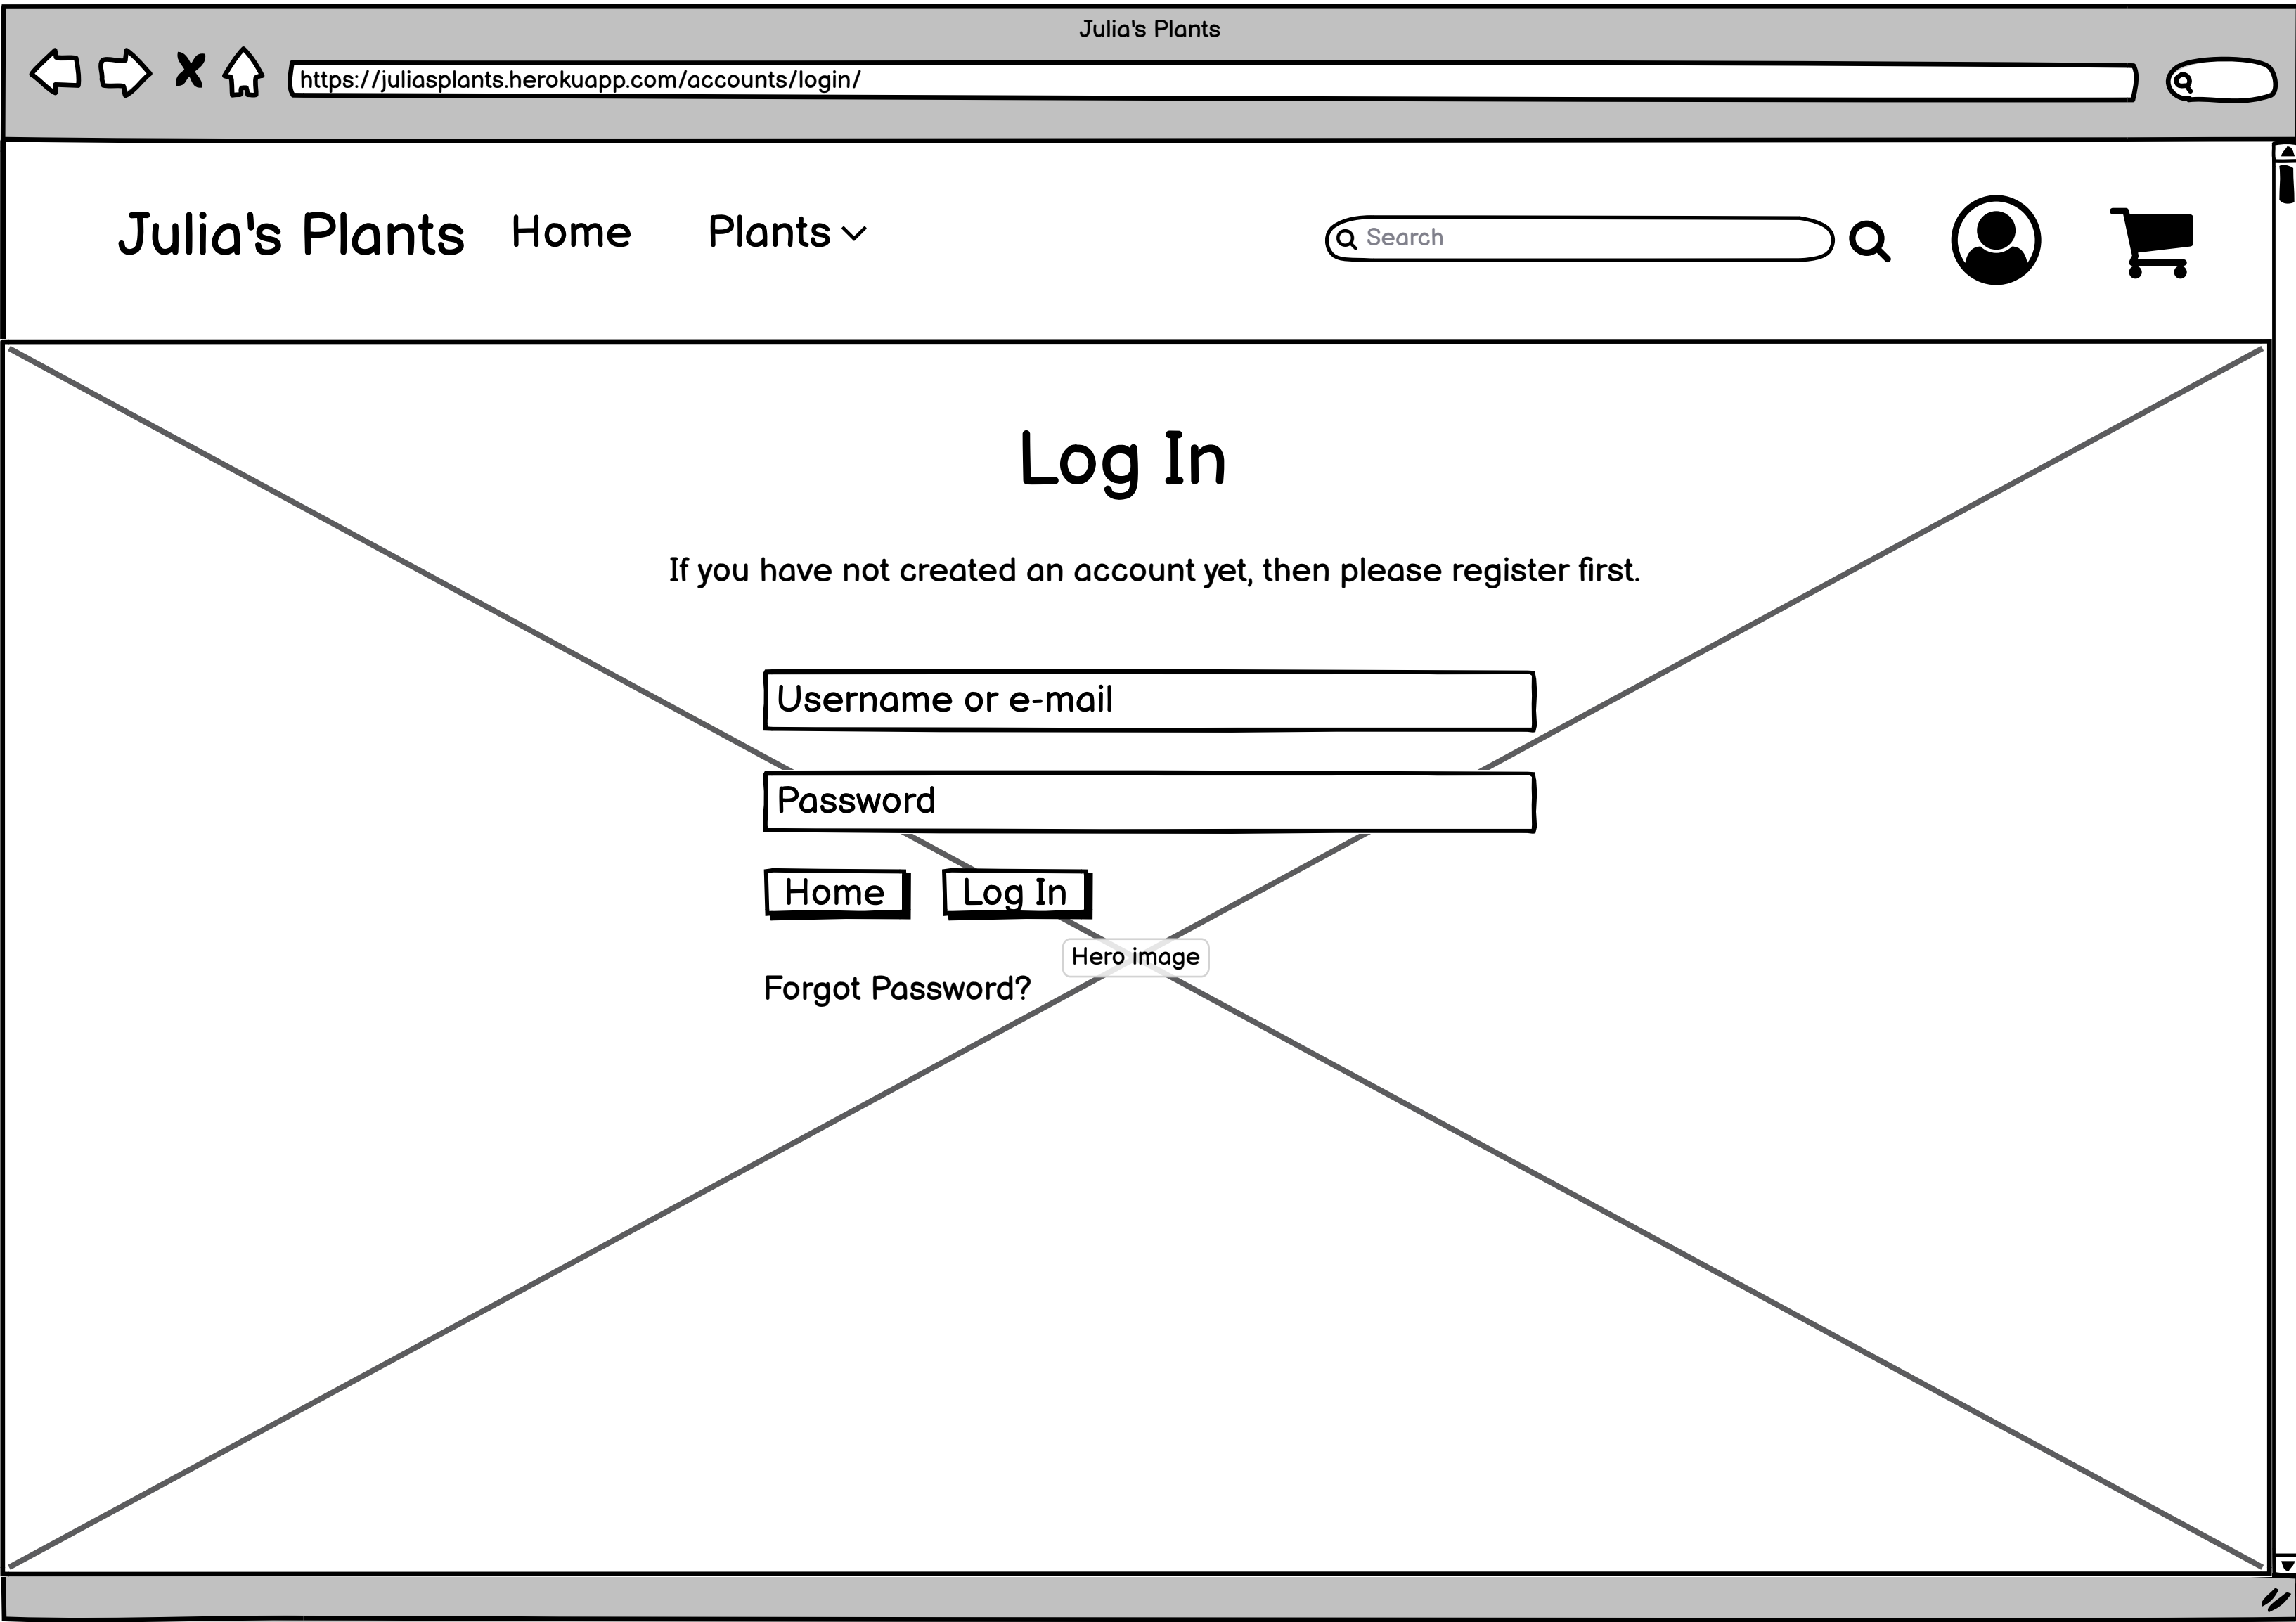 Julia's Plants
https://juliasplants.herokuapp.com/accounts/login/
Julia's Plants Home Plants Search
Log In
If you have not created an account yet, then please register first.
Username or e-mail
Password
Home Log In
Hero image
Forgot Password?